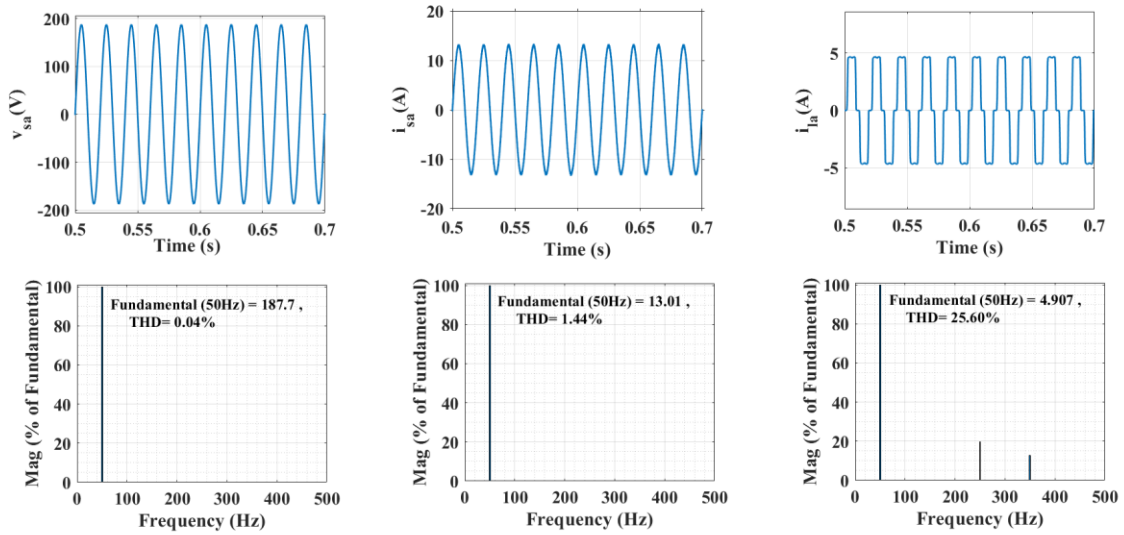 200
100
0
-100
-200
v_sa(V)
0.5 0.55 0.6 0.65 0.7
Time (s)
20
10
0
-10
-20
i_sa(A)
0.5 0.55 0.6 0.65 0.7
Time (s)
5
0
-5
i_la(A)
0.5 0.55 0.6 0.65 0.7
Time (s)
100
80
60
40
20
0
Mag (% of Fundamental)
Fundamental (50Hz) = 187.7 ,
THD= 0.04%
0 100 200 300 400 500
Frequency (Hz)
100
80
60
40
20
0
Mag (% of Fundamental)
Fundamental (50Hz) = 13.01 ,
THD= 1.44%
0 100 200 300 400 500
Frequency (Hz)
100
80
60
40
20
0
Mag (% of Fundamental)
Fundamental (50Hz) = 4.907 ,
THD= 25.60%
0 100 200 300 400 500
Frequency (Hz)